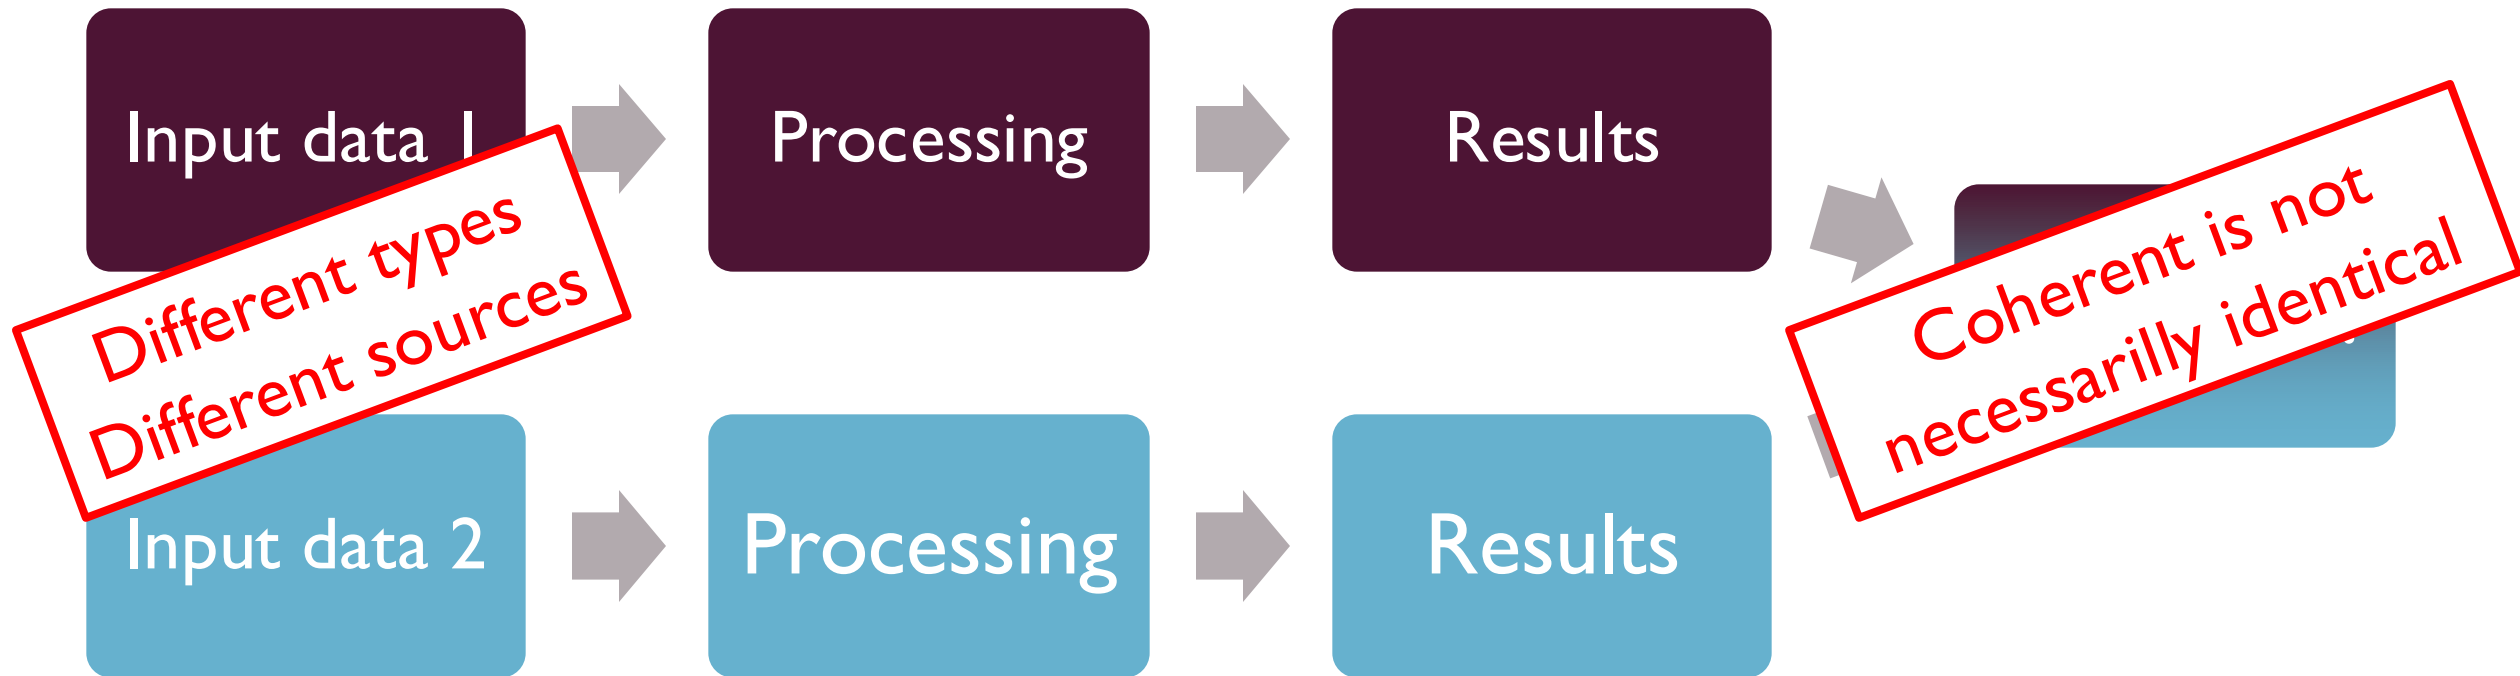 Input data 1
Processing
Results
Different types
Different sources
Coherent is not
necessarilly identical
Input data 2
Processing
Results